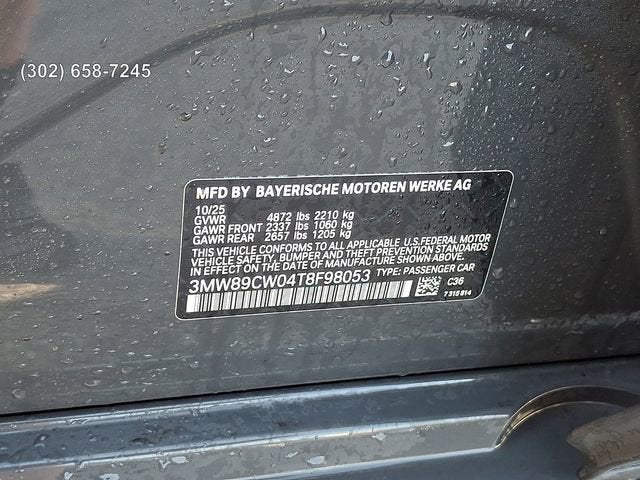 (302) 658-7245
MFD BY BAYERISCHE MOTOREN WERKE AG
10/25
GVWR 4872 lbs 2210 kg
GAWR FRONT 2337 lbs 1060 kg
GAWR REAR 2657 lbs 1205 kg
THIS VEHICLE CONFORMS TO ALL APPLICABLE U.S.FEDERAL MOTOR
VEHICLE SAFETY, BUMPER AND THEFT PREVENTION STANDARDS
IN EFFECT ON THE DATE OF MANUFACTURE SHOWN ABOVE.
3MW89CW04T8F98053 TYPE: PASSENGER CAR
C36
7 318 814